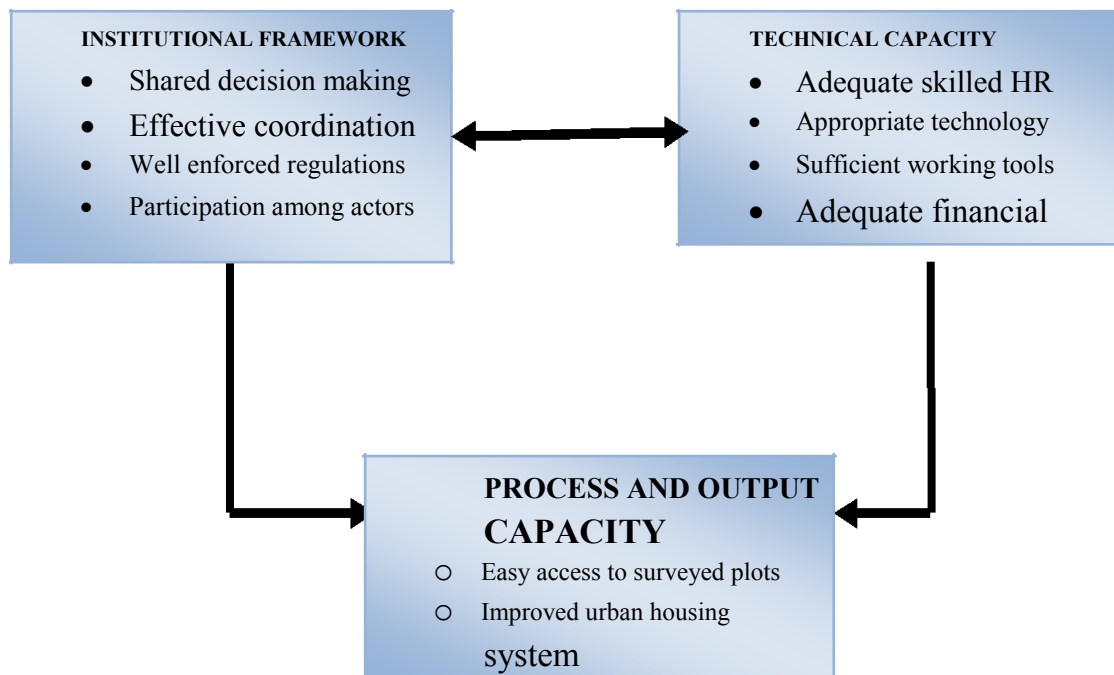 INSTITUTIONAL FRAMEWORK
• Shared decision making
• Effective coordination
• Well enforced regulations
• Participation among actors
TECHNICAL CAPACITY
• Adequate skilled HR
• Appropriate technology
• Sufficient working tools
• Adequate financial
PROCESS AND OUTPUT
CAPACITY
o Easy access to surveyed plots
o Improved urban housing
system